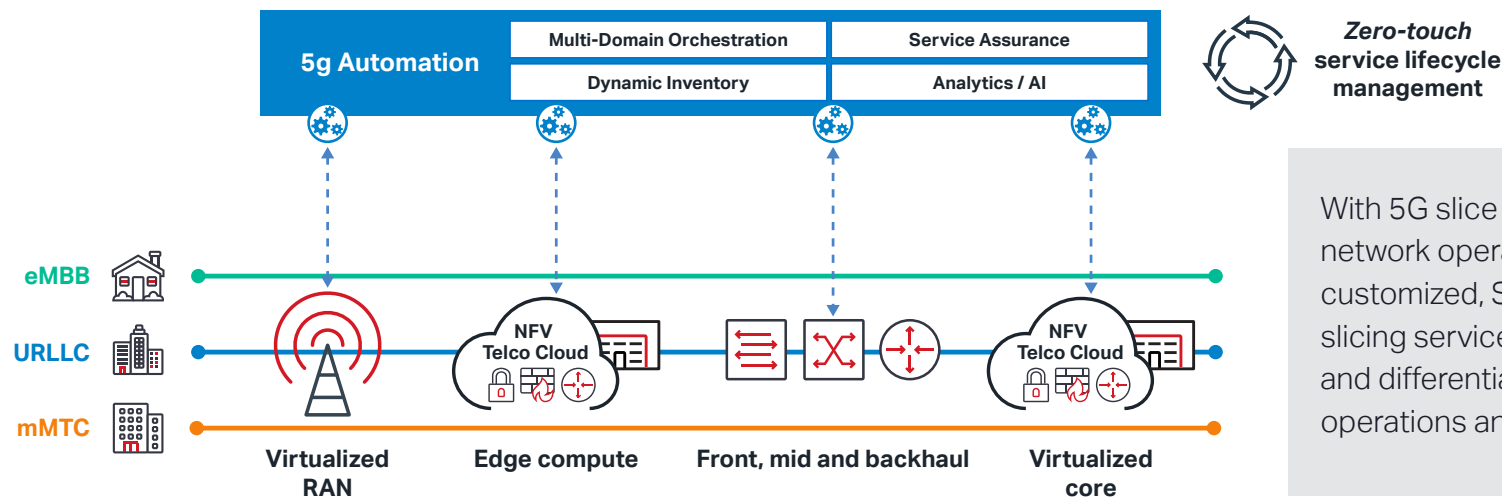 5g Automation
Multi-Domain Orchestration
Service Assurance
Dynamic Inventory
Analytics / AI
Zero-touch
service lifecycle
management
With 5G slice
network opera
customized, S
slicing service
and differentia
operations an
eMBB
URLLC
mMTC
NFV
Telco Cloud
NFV
Telco Cloud
Virtualized
RAN
Edge compute
Front, mid and backhaul
Virtualized
core